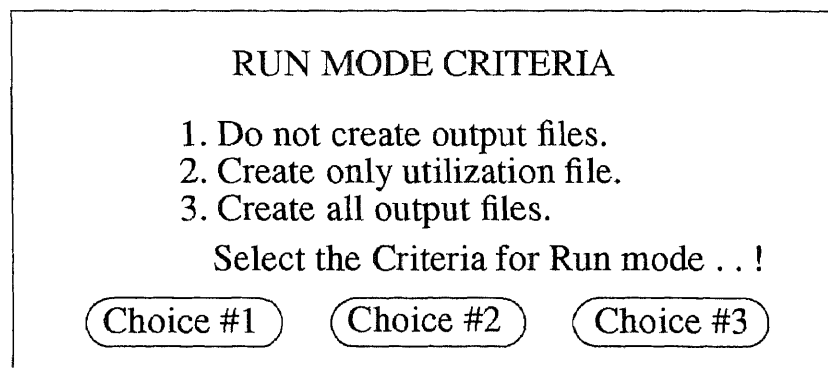 RUN MODE CRITERIA
1. Do not create output files.
2. Create only utilization file.
3. Create all output files.
Select the Criteria for Run mode . . !
Choice #1 Choice #2 Choice #3